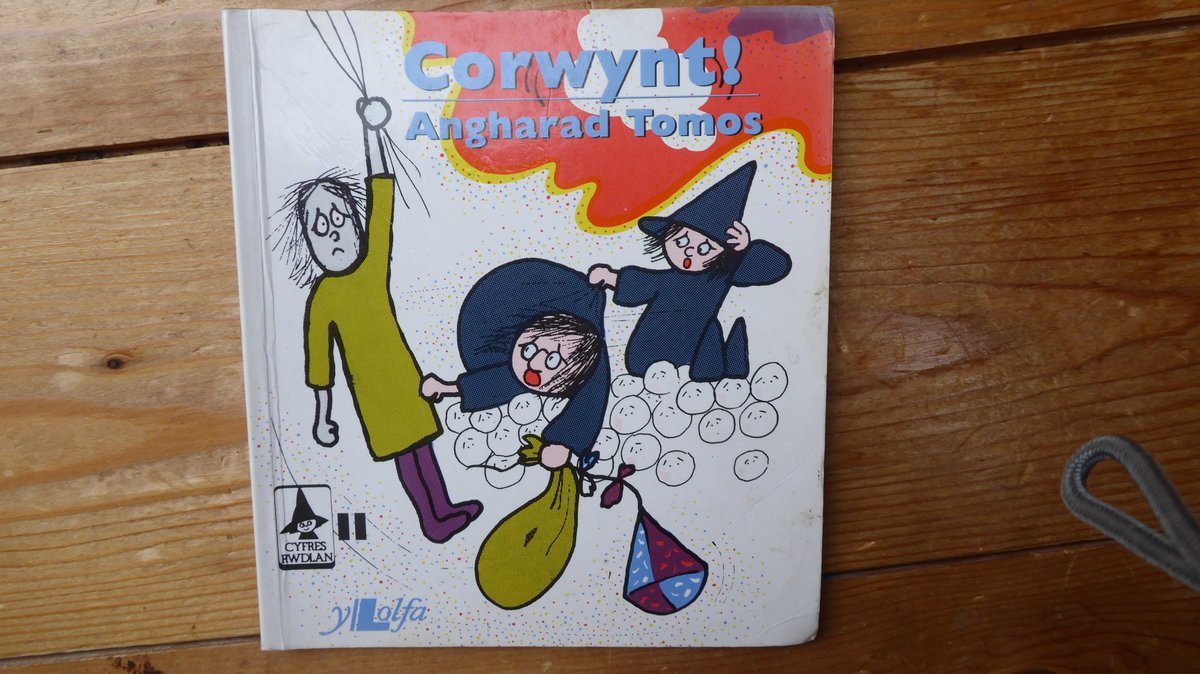 Corwynt!
Angharad Tomos
CYFRES
RWDLAN
11
y Lolfa